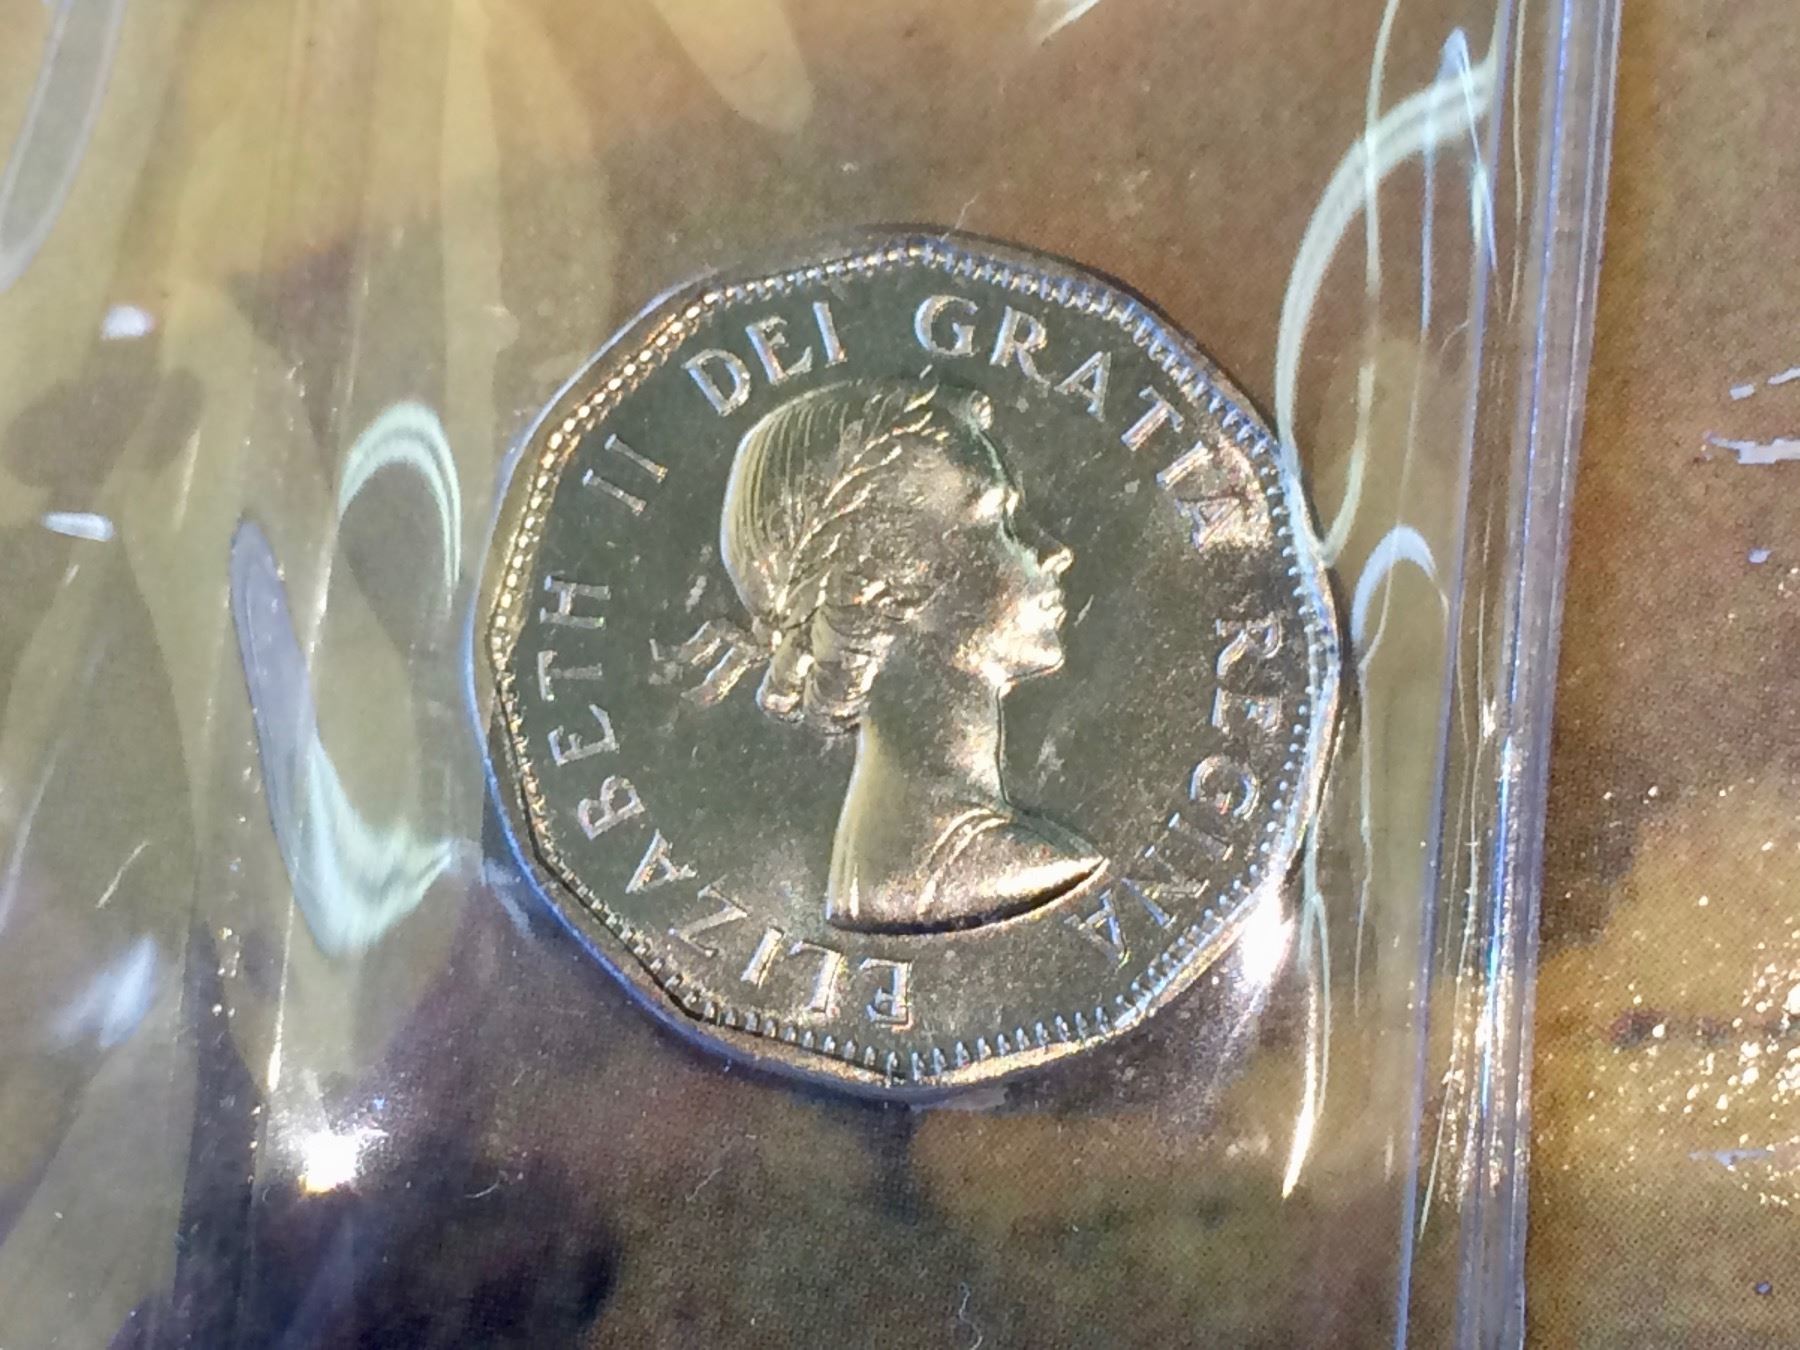 ELIZABETH II DEI GRATIA REGINA